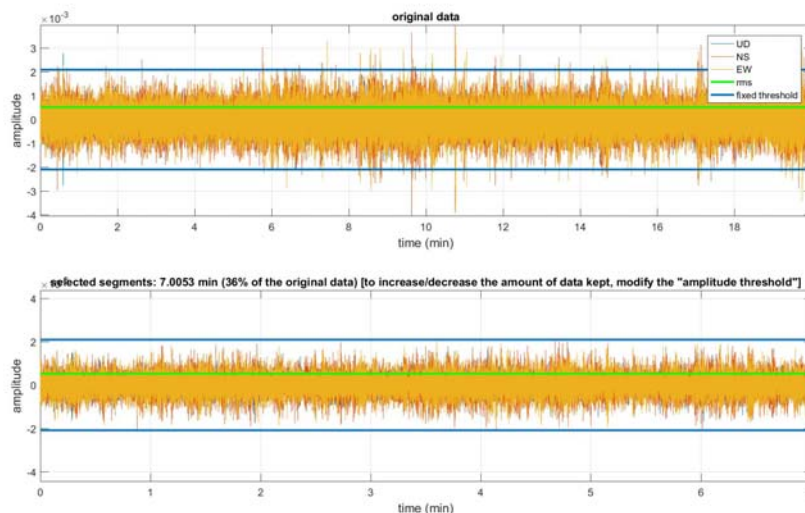 original data
× 10⁻³
3
2
1
0
-1
-2
-3
-4
amplitude
0 2 4 6 8 10 12 14 16 18
time (min)
UD
NS
EW
rms
fixed threshold
selected segments: 7.0053 min (36% of the original data) [to increase/decrease the amount of data kept, modify the "amplitude threshold"]
4
2
0
-2
-4
amplitude
0 1 2 3 4 5 6
time (min)